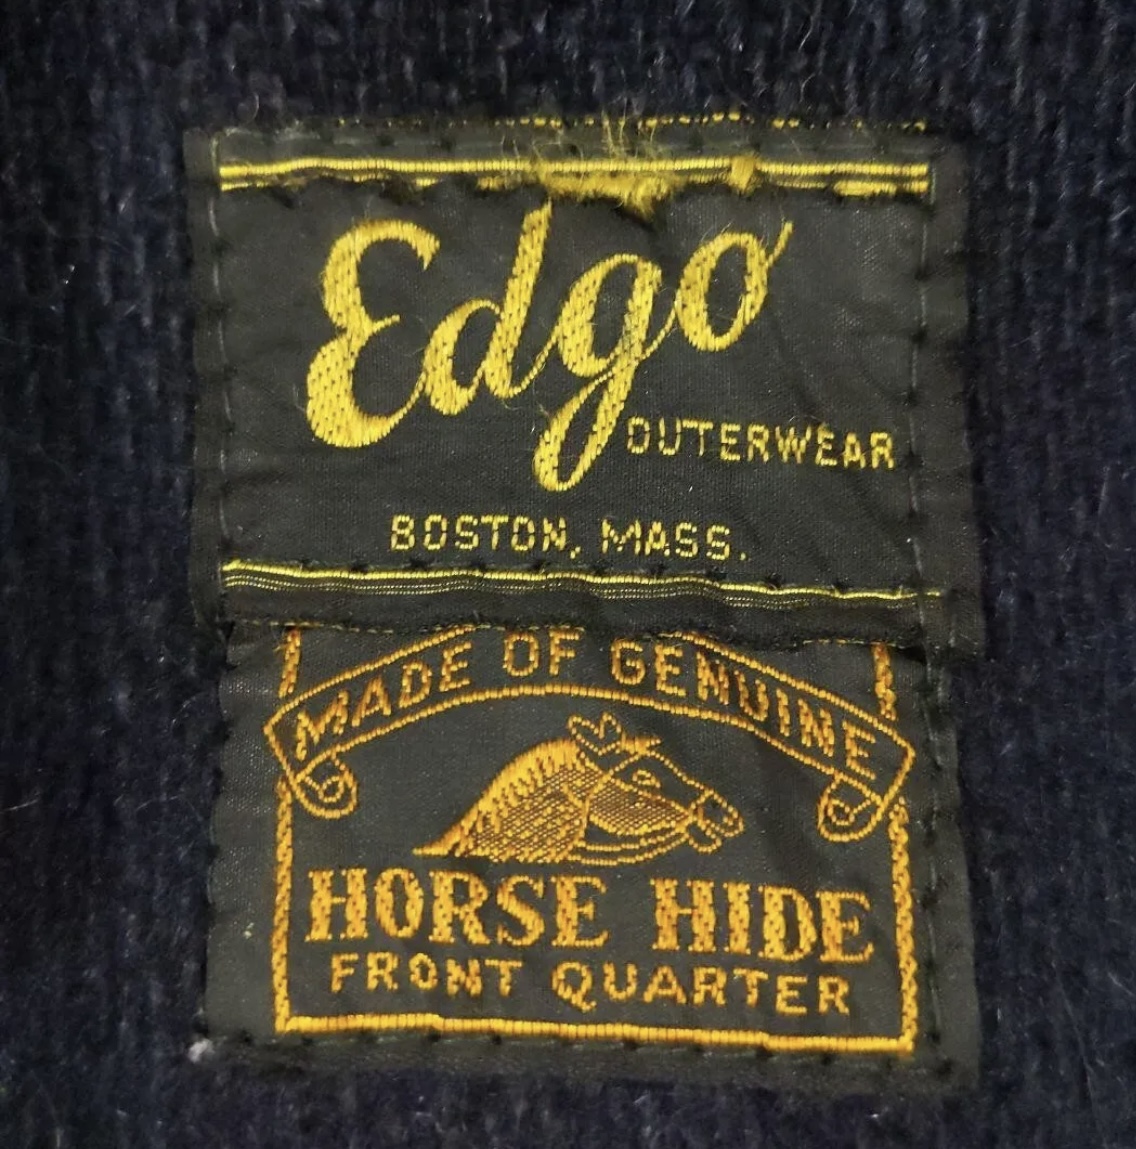 Edgo
OUTERWEAR
BOSTON, MASS.
MADE OF GENUINE
HORSE HIDE
FRONT QUARTER